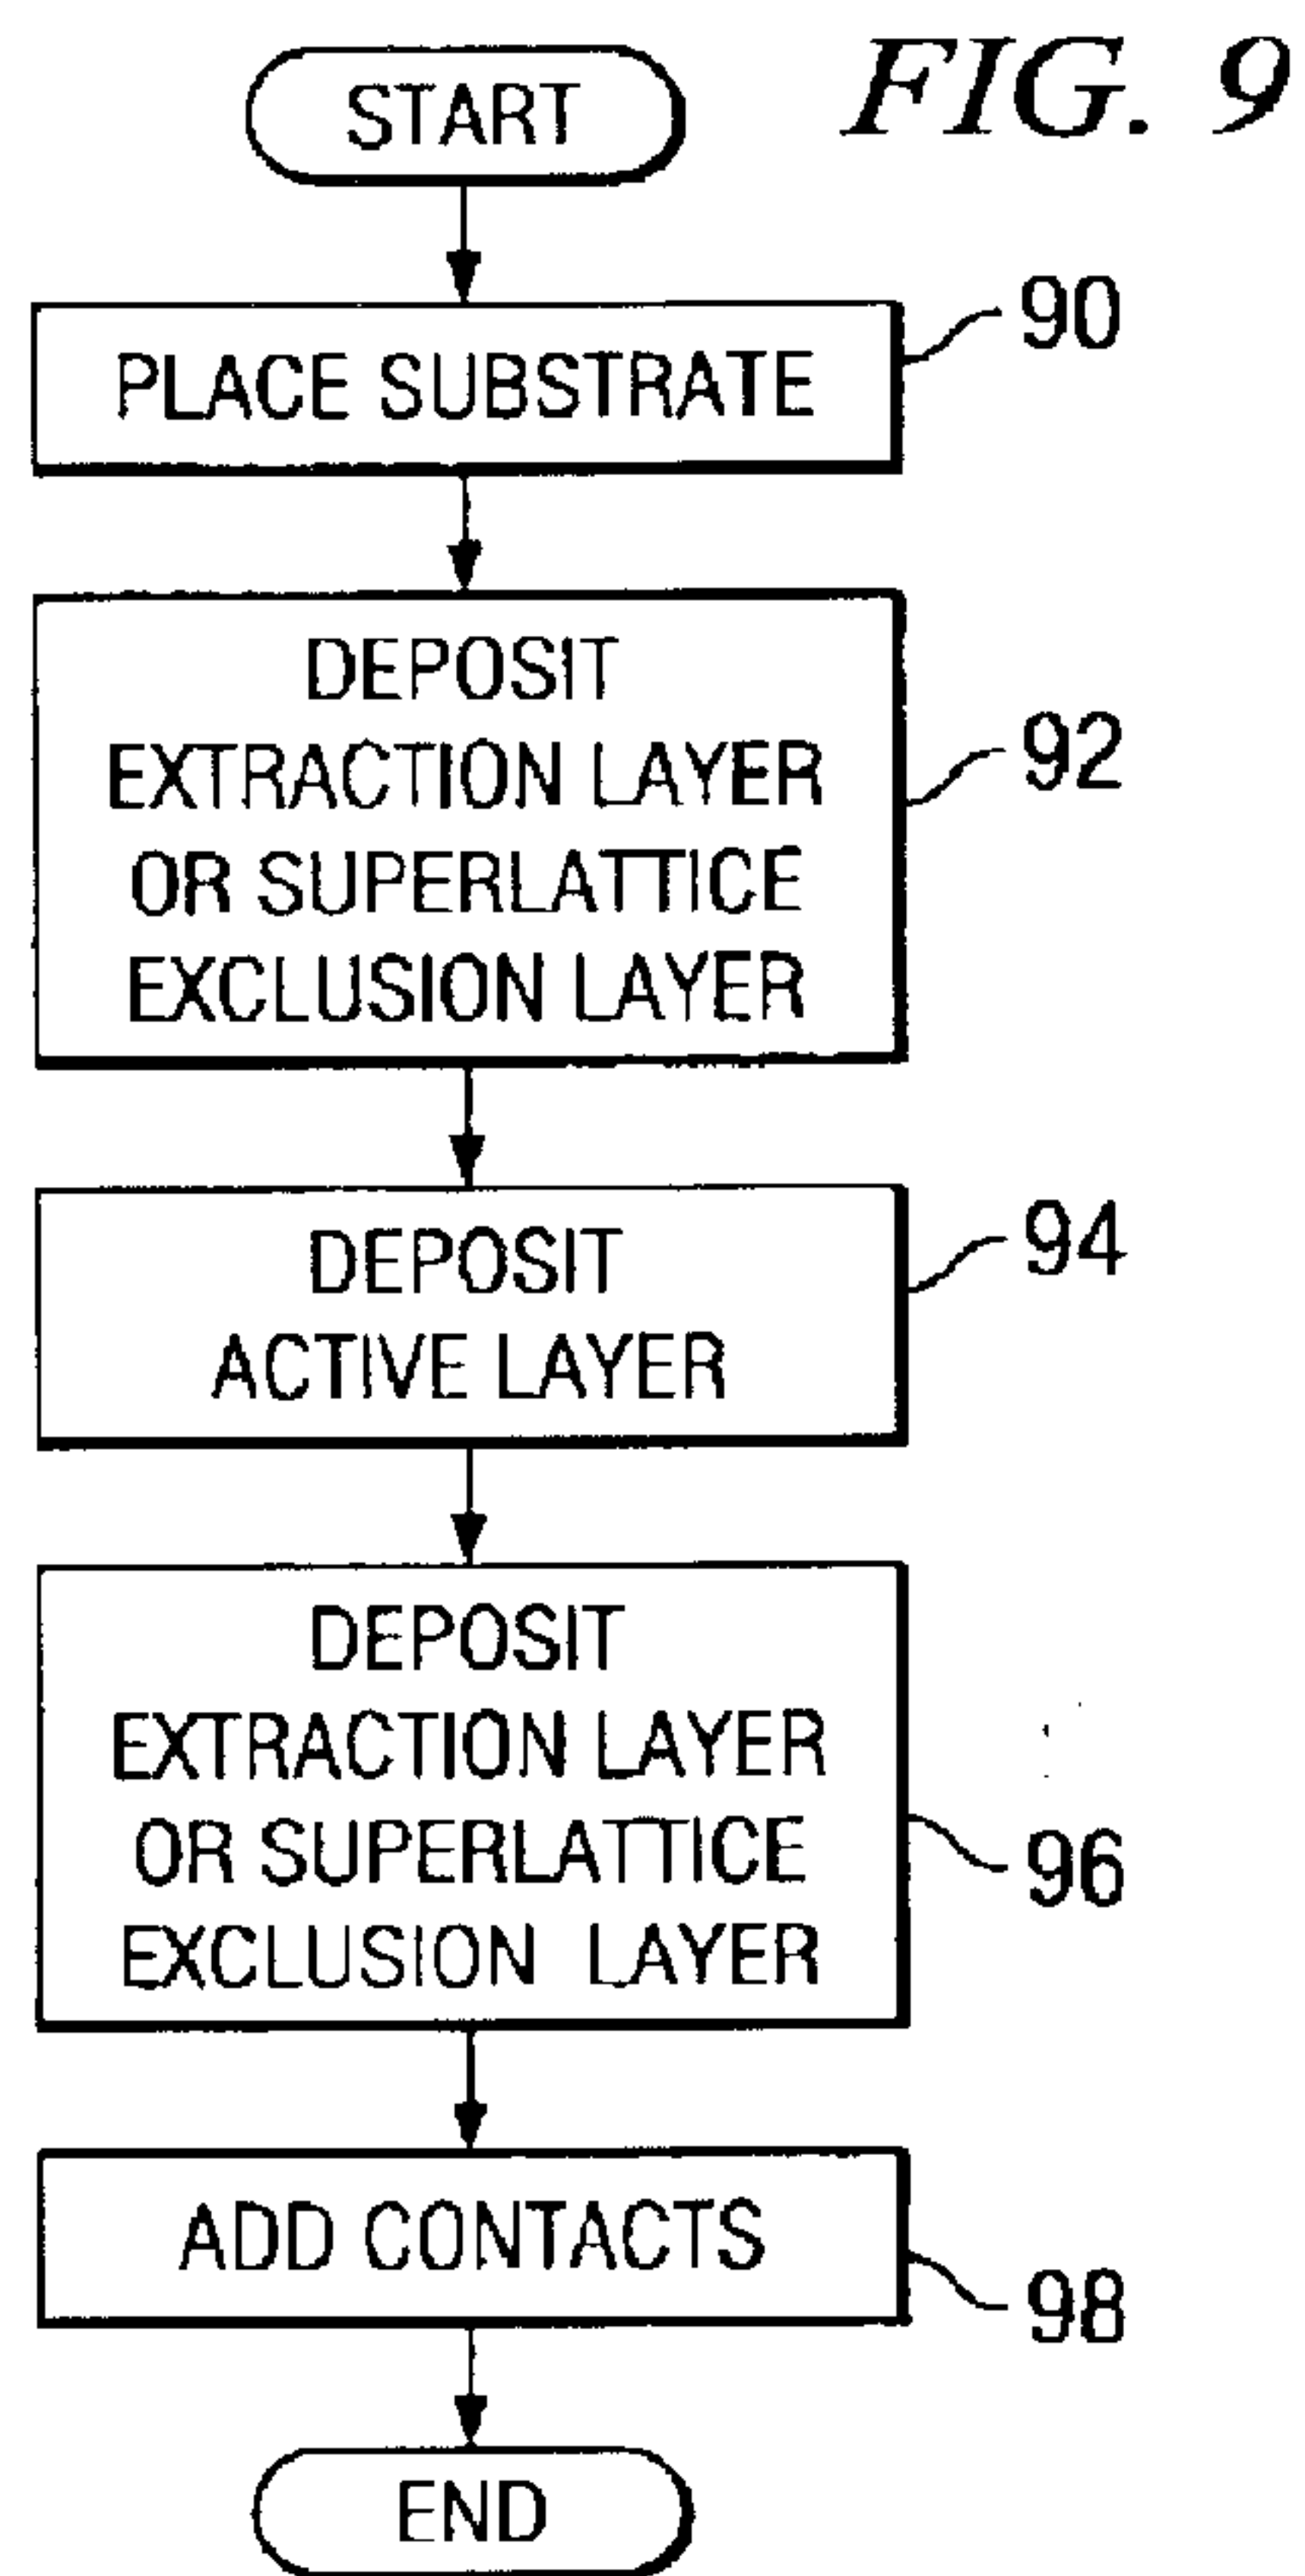 FIG. 9
START
PLACE SUBSTRATE
90
DEPOSIT
EXTRACTION LAYER
OR SUPERLATTICE
EXCLUSION LAYER
92
DEPOSIT
ACTIVE LAYER
94
DEPOSIT
EXTRACTION LAYER
OR SUPERLATTICE
EXCLUSION LAYER
96
ADD CONTACTS
98
END